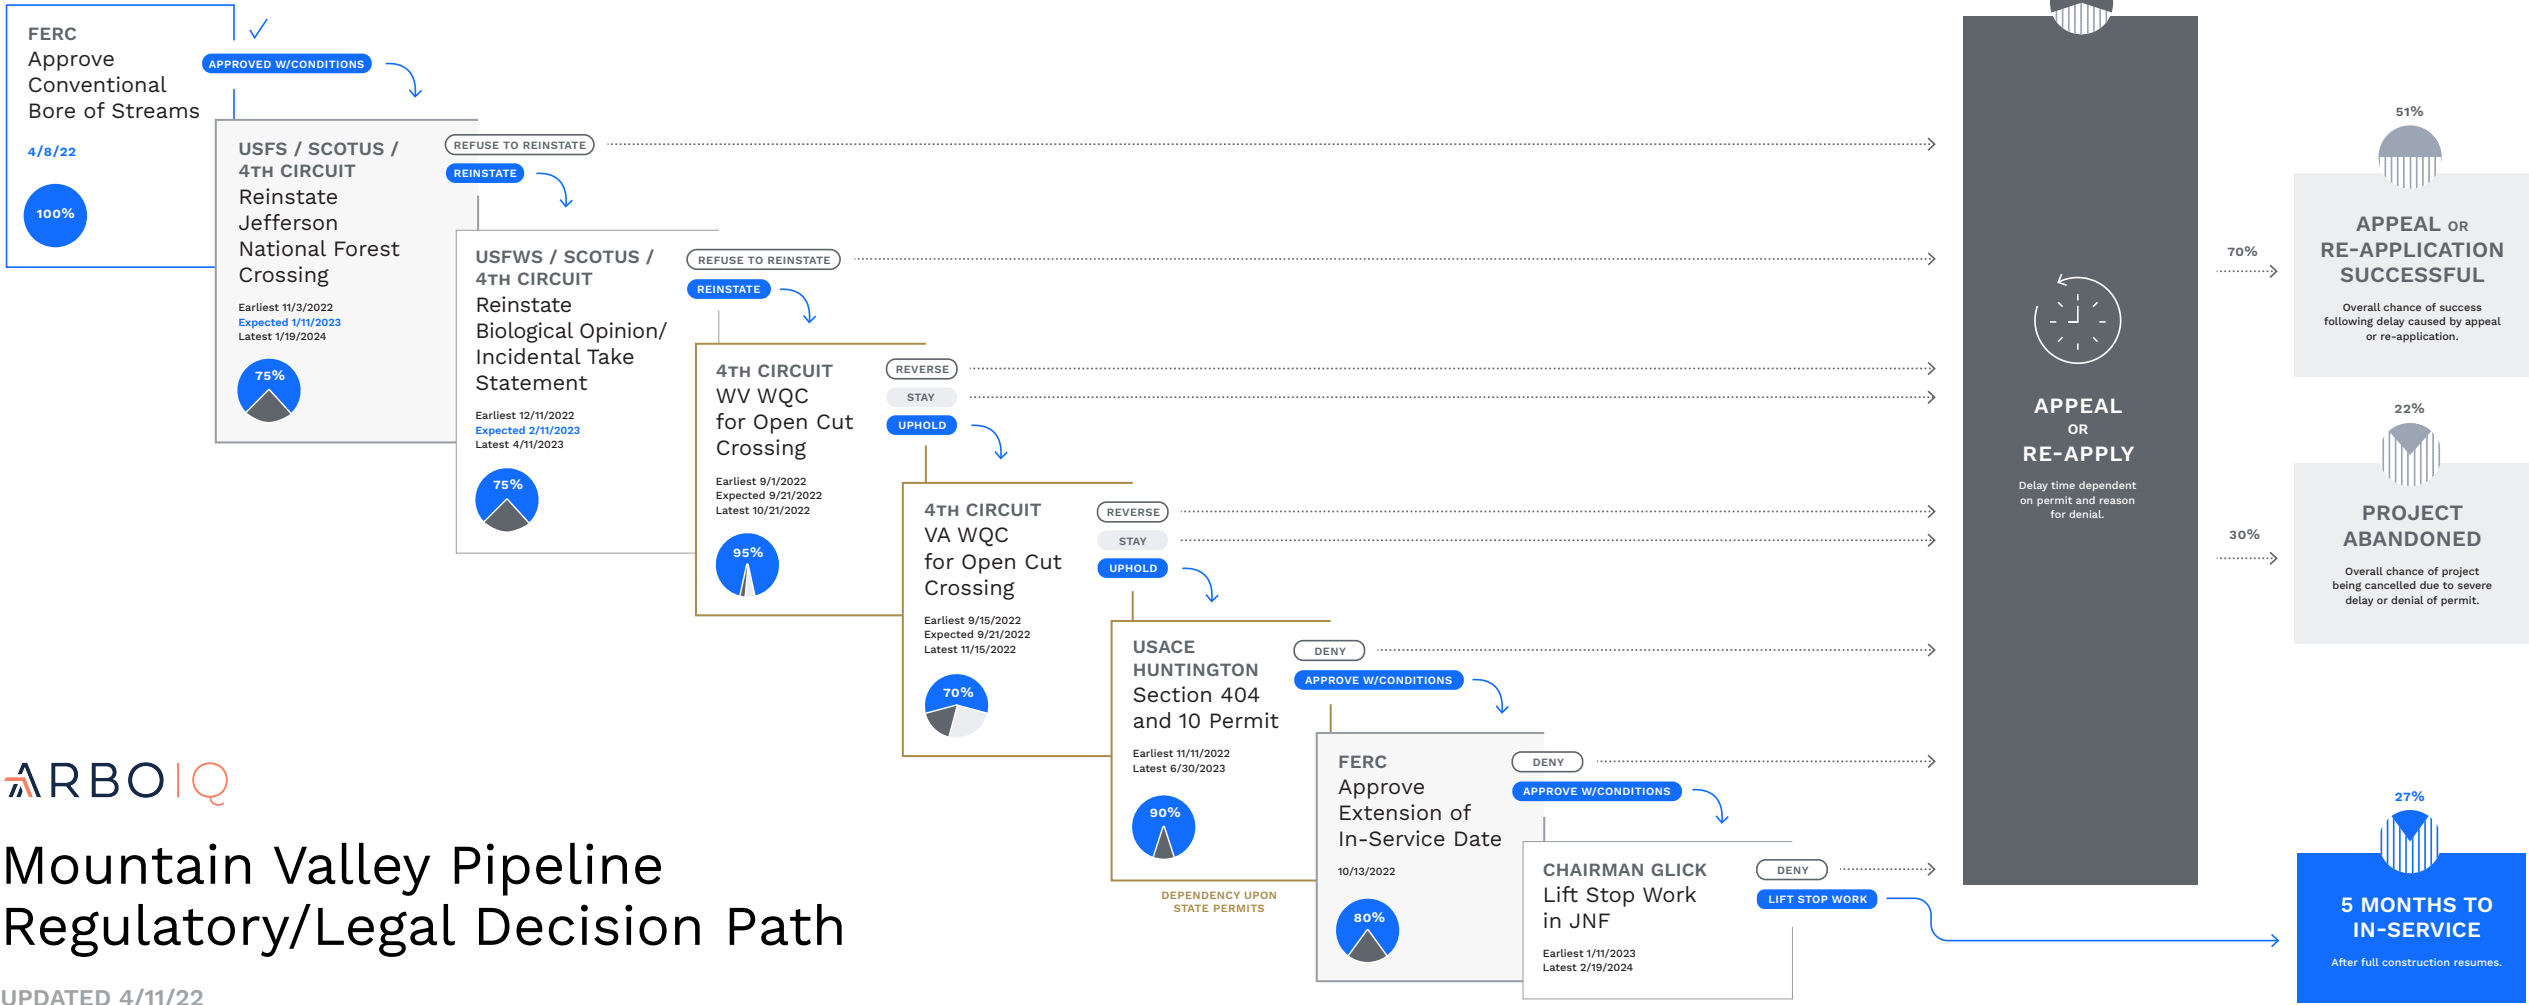 FERC
Approve
Conventional
Bore of Streams
4/8/22
100%
APPROVED W/CONDITIONS
USFS / SCOTUS /
4TH CIRCUIT
Reinstate
Jefferson
National Forest
Crossing
Earliest 11/3/2022
Expected 1/11/2023
Latest 1/19/2024
75%
REFUSE TO REINSTATE
REINSTATE
USFWS / SCOTUS /
4TH CIRCUIT
Reinstate
Biological Opinion/
Incidental Take
Statement
Earliest 12/11/2022
Expected 2/11/2023
Latest 4/11/2023
75%
REFUSE TO REINSTATE
REINSTATE
4TH CIRCUIT
WV WQC
for Open Cut
Crossing
Earliest 9/1/2022
Expected 9/21/2022
Latest 10/21/2022
95%
REVERSE
STAY
UPHOLD
4TH CIRCUIT
VA WQC
for Open Cut
Crossing
Earliest 9/15/2022
Expected 9/21/2022
Latest 11/15/2022
70%
REVERSE
STAY
UPHOLD
USACE
HUNTINGTON
Section 404
and 10 Permit
Earliest 11/11/2022
Latest 6/30/2023
90%
DENY
APPROVE W/CONDITIONS
DEPENDENCY UPON
STATE PERMITS
FERC
Approve
Extension of
In-Service Date
10/13/2022
80%
DENY
APPROVE W/CONDITIONS
CHAIRMAN GLICK
Lift Stop Work
in JNF
Earliest 1/11/2023
Latest 2/19/2024
DENY
LIFT STOP WORK
APPEAL
OR
RE-APPLY
Delay time dependent
on permit and reason
for denial.
70%
30%
51%
APPEAL OR
RE-APPLICATION
SUCCESSFUL
Overall chance of success
following delay caused by appeal
or re-application.
22%
PROJECT
ABANDONED
Overall chance of project
being cancelled due to severe
delay or denial of permit.
27%
5 MONTHS TO
IN-SERVICE
After full construction resumes.
ARBO IQ
Mountain Valley Pipeline
Regulatory/Legal Decision Path
UPDATED 4/11/22